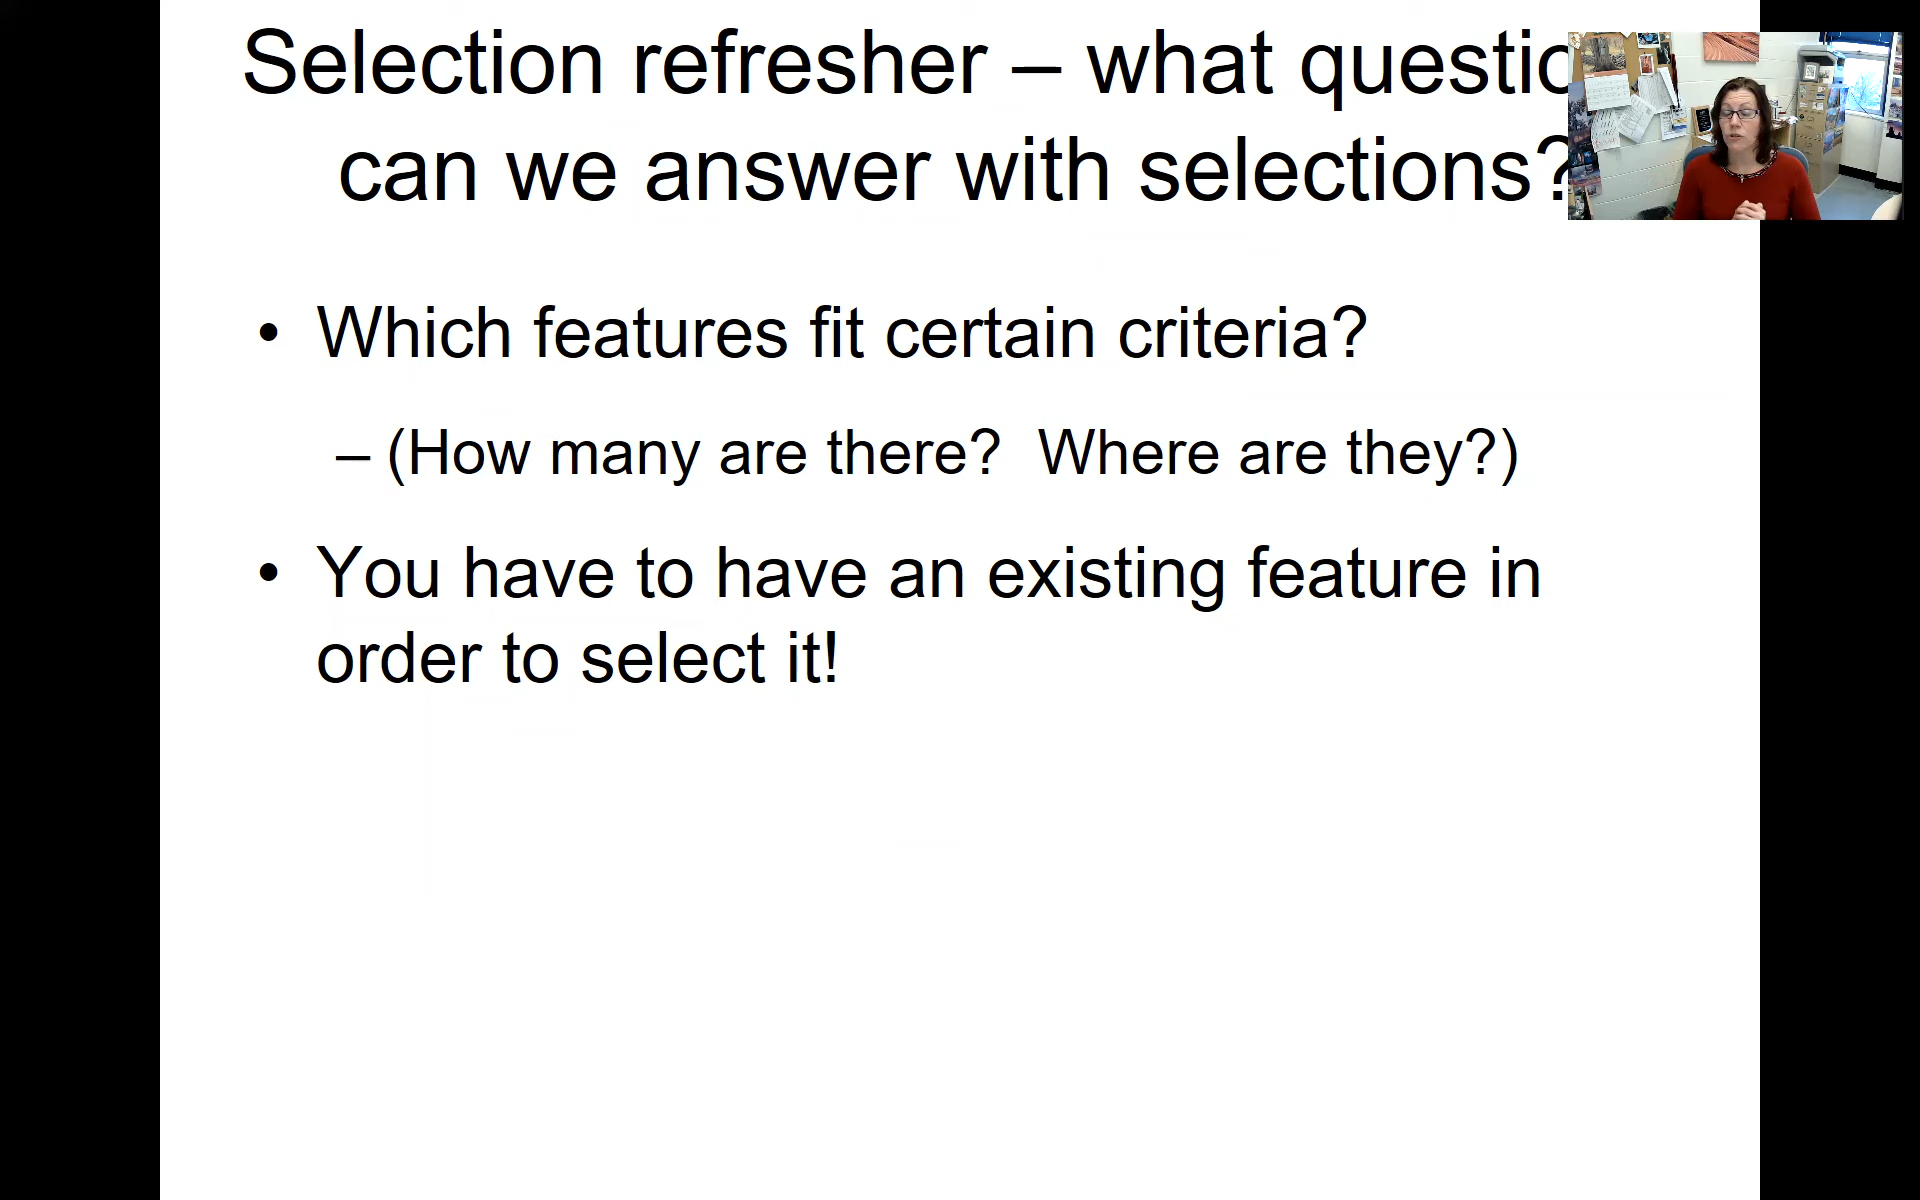 Selection refresher – what questio
can we answer with selections?
• Which features fit certain criteria?
– (How many are there?  Where are they?)
• You have to have an existing feature in
order to select it!